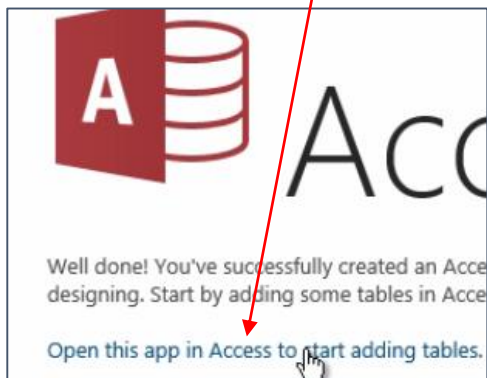 A
Acc
Well done! You've successfully created an Acce
designing. Start by adding some tables in Acce
Open this app in Access to start adding tables.